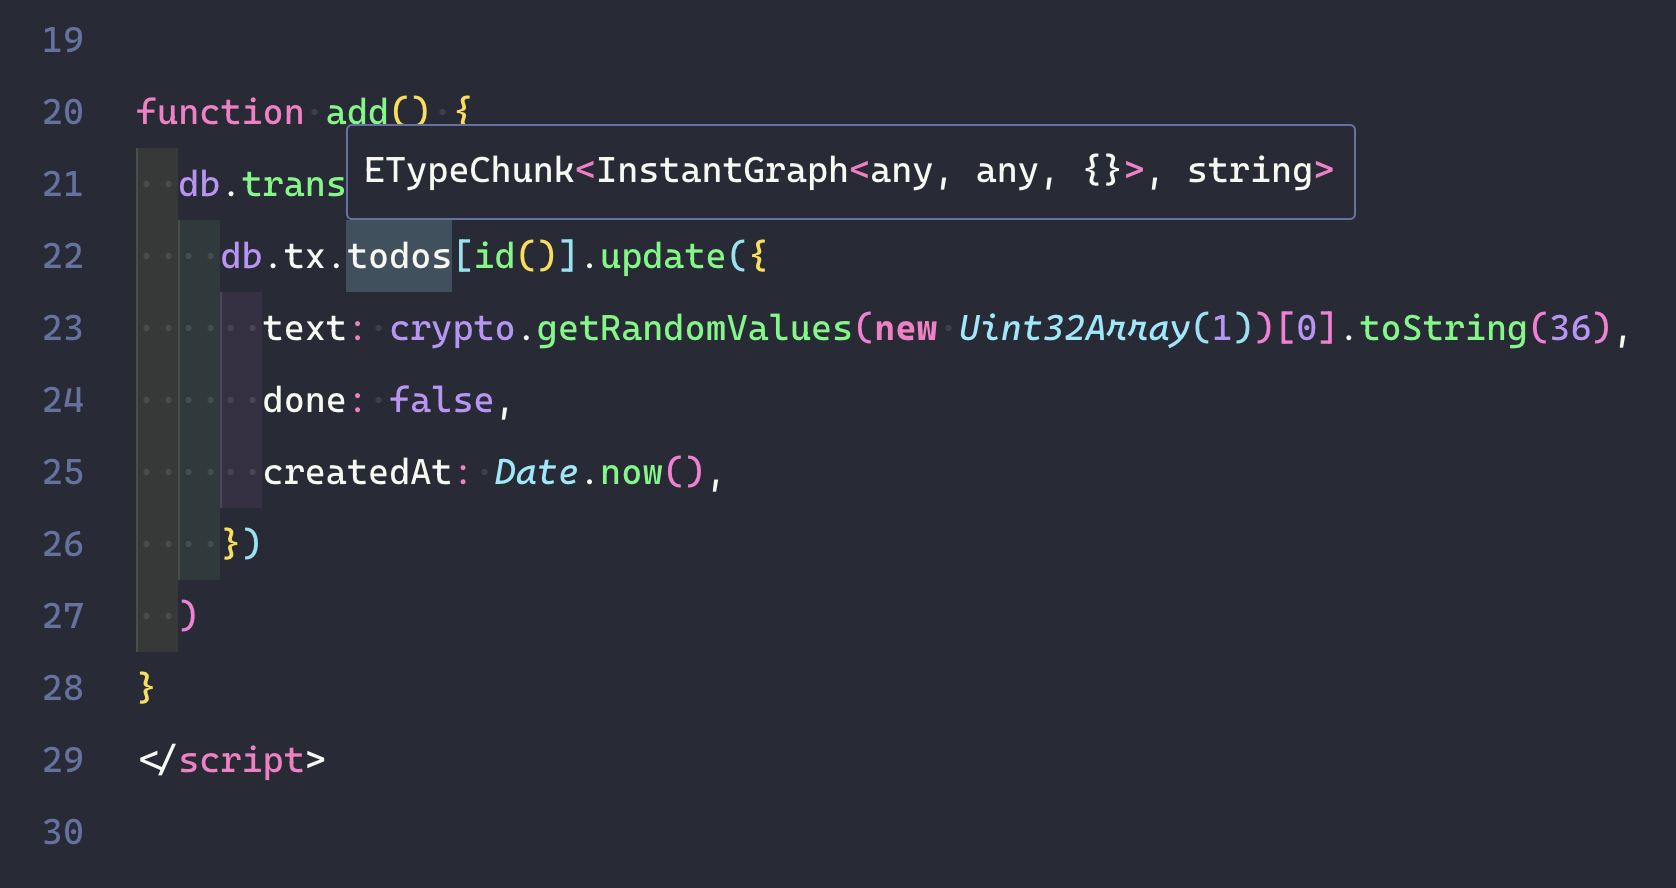 19
20 function add() {
ETypeChunk<InstantGraph<any, any, {}>, string>
21 db.trans
22 db.tx.todos[id()].update({
23 text: crypto.getRandomValues(new Uint32Array(1))[0].toString(36),
24 done: false,
25 createdAt: Date.now(),
26 })
27 )
28 }
29 </script>
30